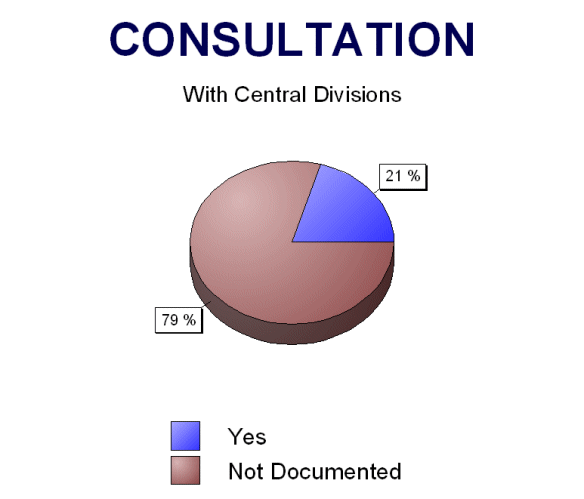 CONSULTATION
With Central Divisions
21 %
79 %
Yes
Not Documented